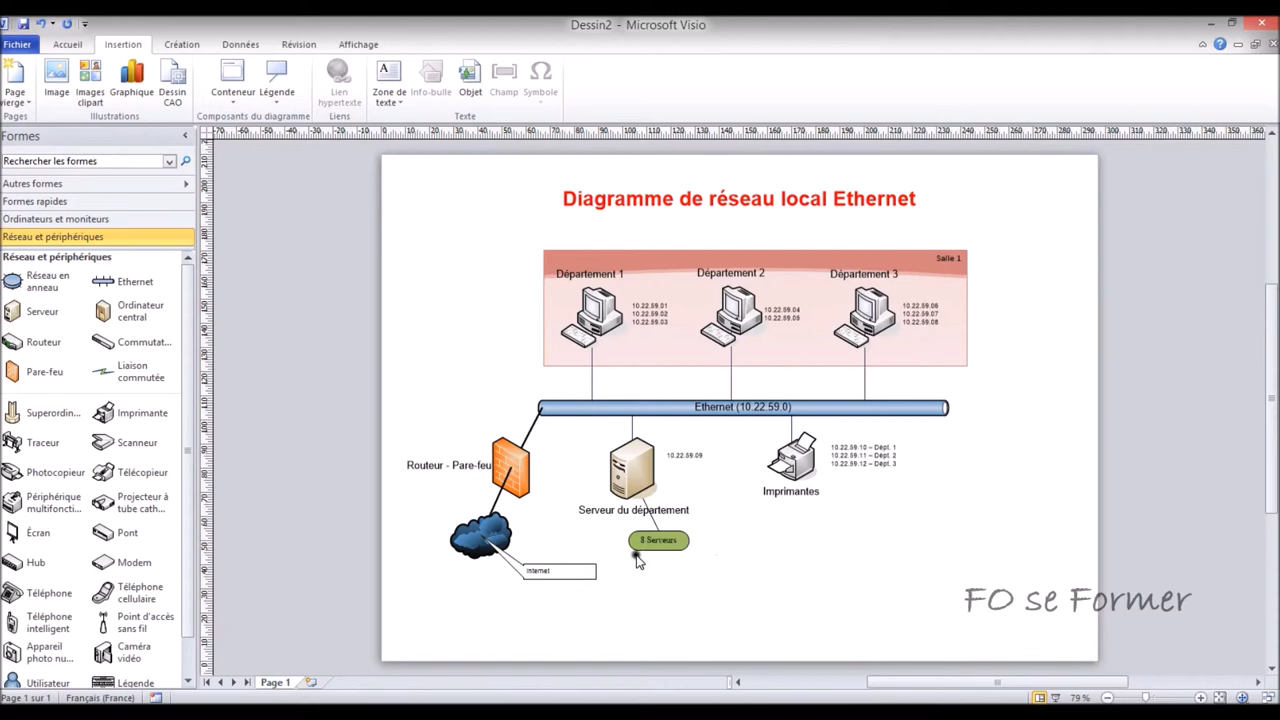 Dessin2 - Microsoft Visio
Fichier Accueil Insertion Création Données Révision Affichage
Page
vierge
Image
Images
clipart
Graphique
Dessin
CAO
Conteneur
Légende
Lien
hypertexte
Zone de
texte
Info-bulle
Objet
Champ
Symbole
Pages
Illustrations
Composants du diagramme
Liens
Texte
Formes
Rechercher les formes
Autres formes
Formes rapides
Ordinateurs et moniteurs
Réseau et périphériques
Réseau et périphériques
Réseau en
anneau
Ethernet
Serveur
Ordinateur
central
Routeur
Commutat...
Pare-feu
Liaison
commutée
Superordin...
Imprimante
Traceur
Scanneur
Photocopieur
Télécopieur
Périphérique
multifoncti...
Projecteur à
tube cath...
Écran
Pont
Hub
Modem
Téléphone
Téléphone
cellulaire
Téléphone
intelligent
Point d'accès
sans fil
Appareil
photo nu...
Caméra
vidéo
Utilisateur
Légende
Diagramme de réseau local Ethernet
Salle 1
Département 1
Département 2
Département 3
10.22.59.01
10.22.59.02
10.22.59.03
10.22.59.04
10.22.59.05
10.22.59.06
10.22.59.07
10.22.59.08
Ethernet (10.22.59.0)
Routeur - Pare-feu
10.22.59.09
10.22.59.10 – Dépt. 1
10.22.59.11 – Dépt. 2
10.22.59.12 – Dépt. 3
Imprimantes
Serveur du département
8 Serveurs
Internet
FO se Former
Page 1
Page 1 sur 1
Français (France)
79 %